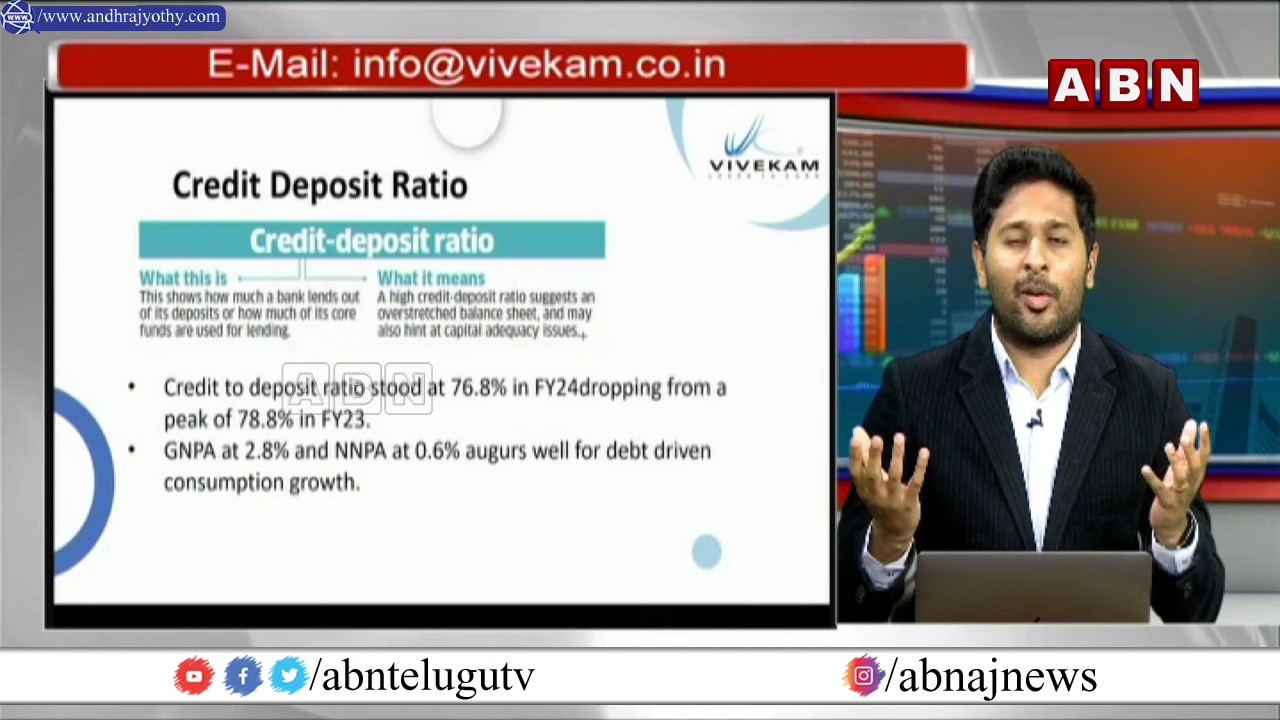 /www.andhrajyothy.com
E-Mail: info@vivekam.co.in
ABN
VIVEKAM
Credit Deposit Ratio
Credit-deposit ratio
What this is
This shows how much a bank lends out
of its deposits or how much of its core
funds are used for lending.
What it means
A high credit-deposit ratio suggests an
overstretched balance sheet, and may
also hint at capital adequacy issues.
ABN
• Credit to deposit ratio stood at 76.8% in FY24dropping from a
peak of 78.8% in FY23.
• GNPA at 2.8% and NNPA at 0.6% augurs well for debt driven
consumption growth.
/abntelugutv
/abnajnews